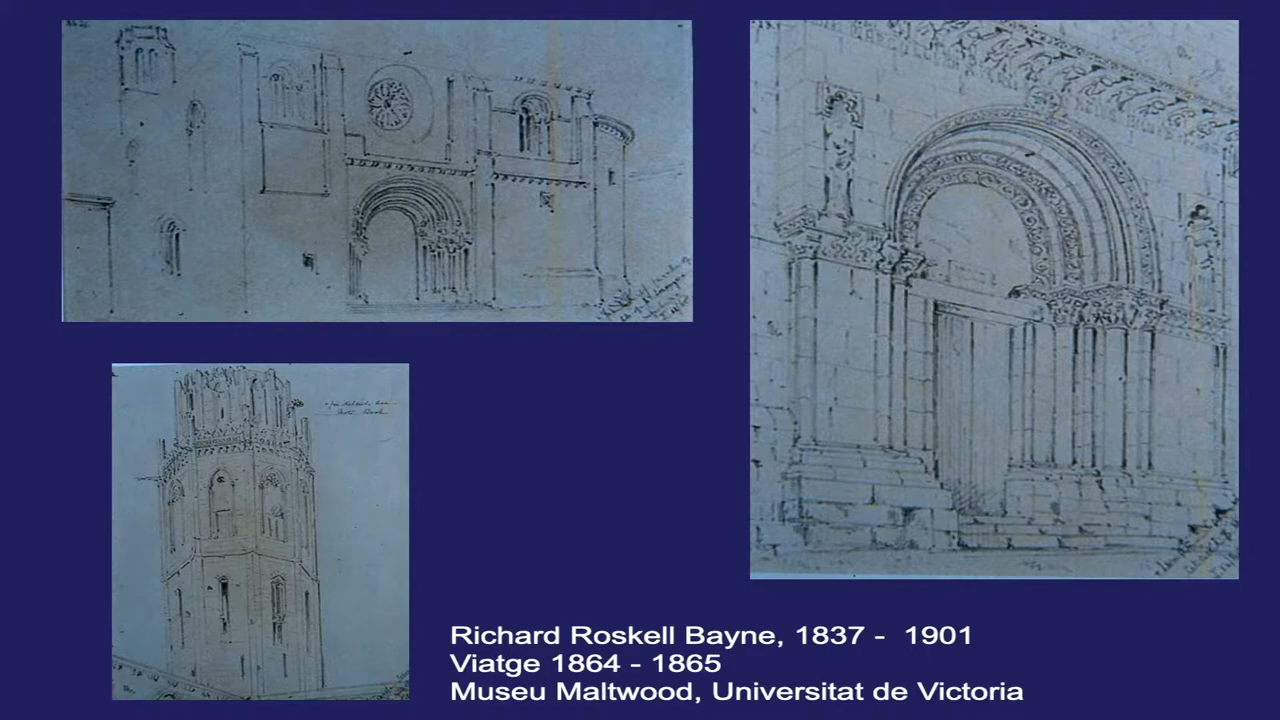 Richard Roskell Bayne, 1837 - 1901
Viatge 1864 - 1865
Museu Maltwood, Universitat de Victoria